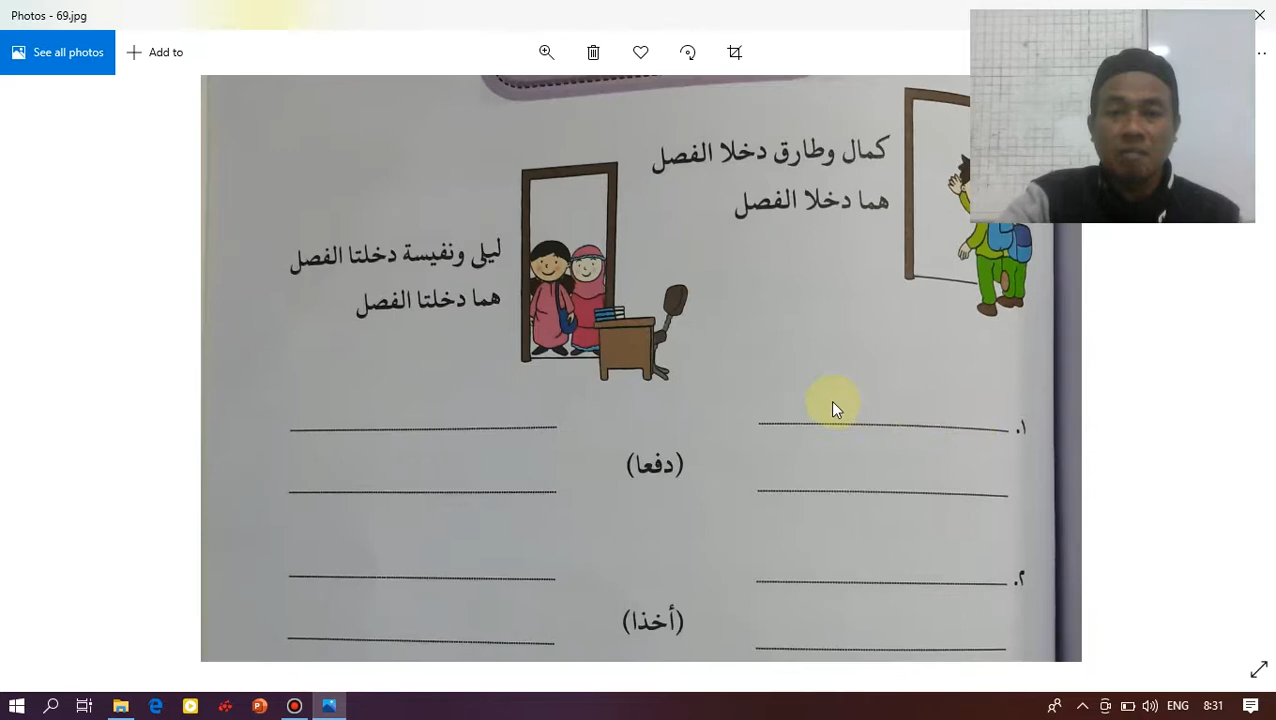 Photos - 69.jpg
See all photos
Add to
كمال وطارق دخلا الفصل
هما دخلا الفصل
ليلى ونفيسة دخلتا الفصل
هما دخلتا الفصل
١.
(دفعا)
٢.
(أخذا)
ENG
8:31